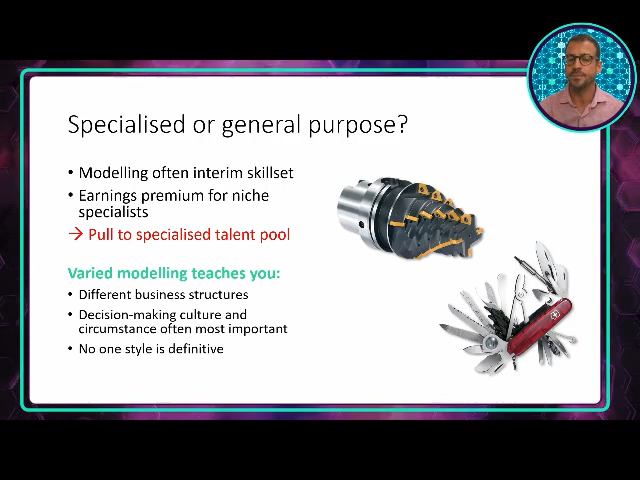 Specialised or general purpose?
• Modelling often interim skillset
• Earnings premium for niche
specialists
→ Pull to specialised talent pool
Varied modelling teaches you:
• Different business structures
• Decision-making culture and
circumstance often most important
• No one style is definitive